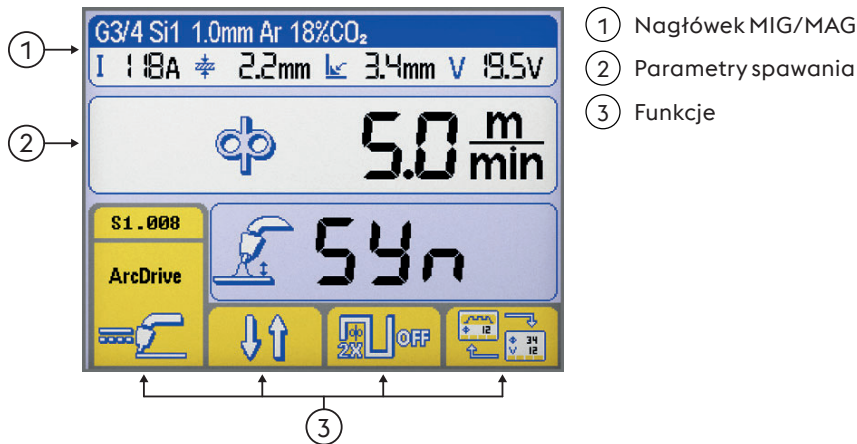 G3/4 Si1 1.0mm Ar 18%CO₂
I 118A 2.2mm 3.4mm V 19.5V
5.0 m/min
S1.008
ArcDrive
Syn
2X OFF
12
34
V 12
1
2
3
1 Nagłówek MIG/MAG
2 Parametry spawania
3 Funkcje